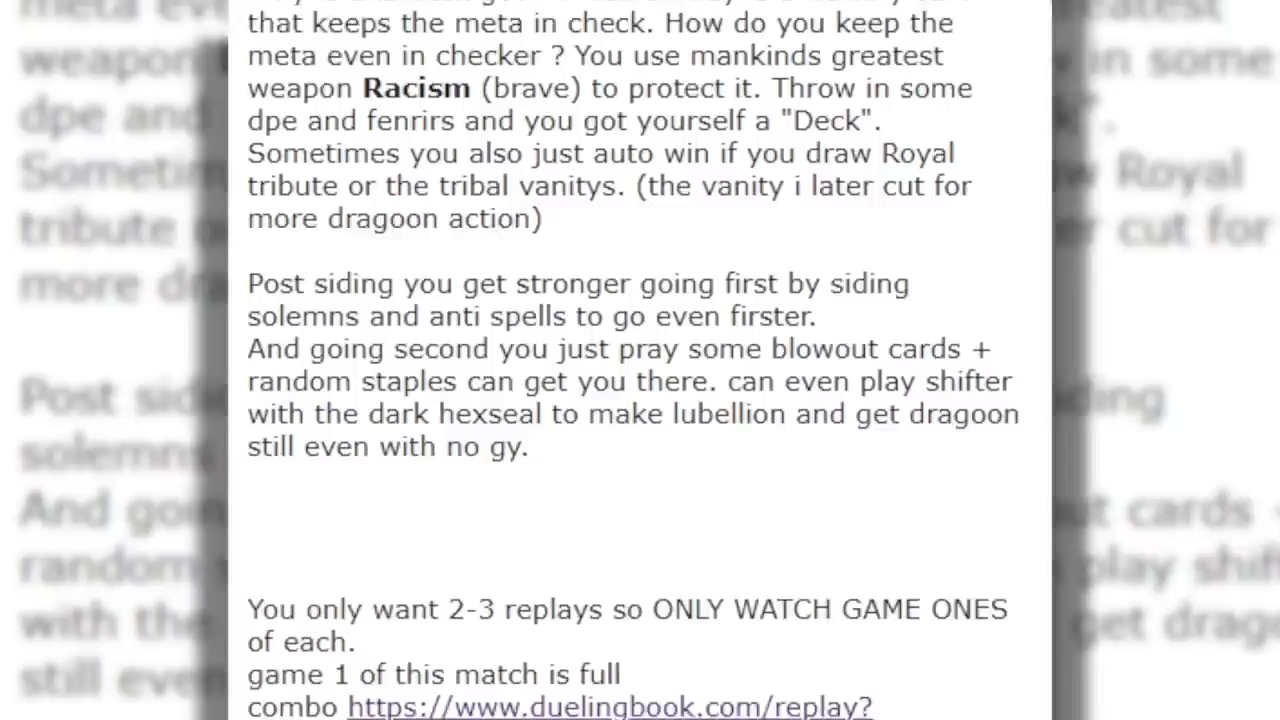 that keeps the meta in check. How do you keep the
meta even in checker ? You use mankinds greatest
weapon Racism (brave) to protect it. Throw in some
dpe and fenrirs and you got yourself a "Deck".
Sometimes you also just auto win if you draw Royal
tribute or the tribal vanitys. (the vanity i later cut for
more dragoon action)
Post siding you get stronger going first by siding
solemns and anti spells to go even firster.
And going second you just pray some blowout cards +
random staples can get you there. can even play shifter
with the dark hexseal to make lubellion and get dragoon
still even with no gy.
You only want 2-3 replays so ONLY WATCH GAME ONES
of each.
game 1 of this match is full
combo https://www.duelingbook.com/replay?